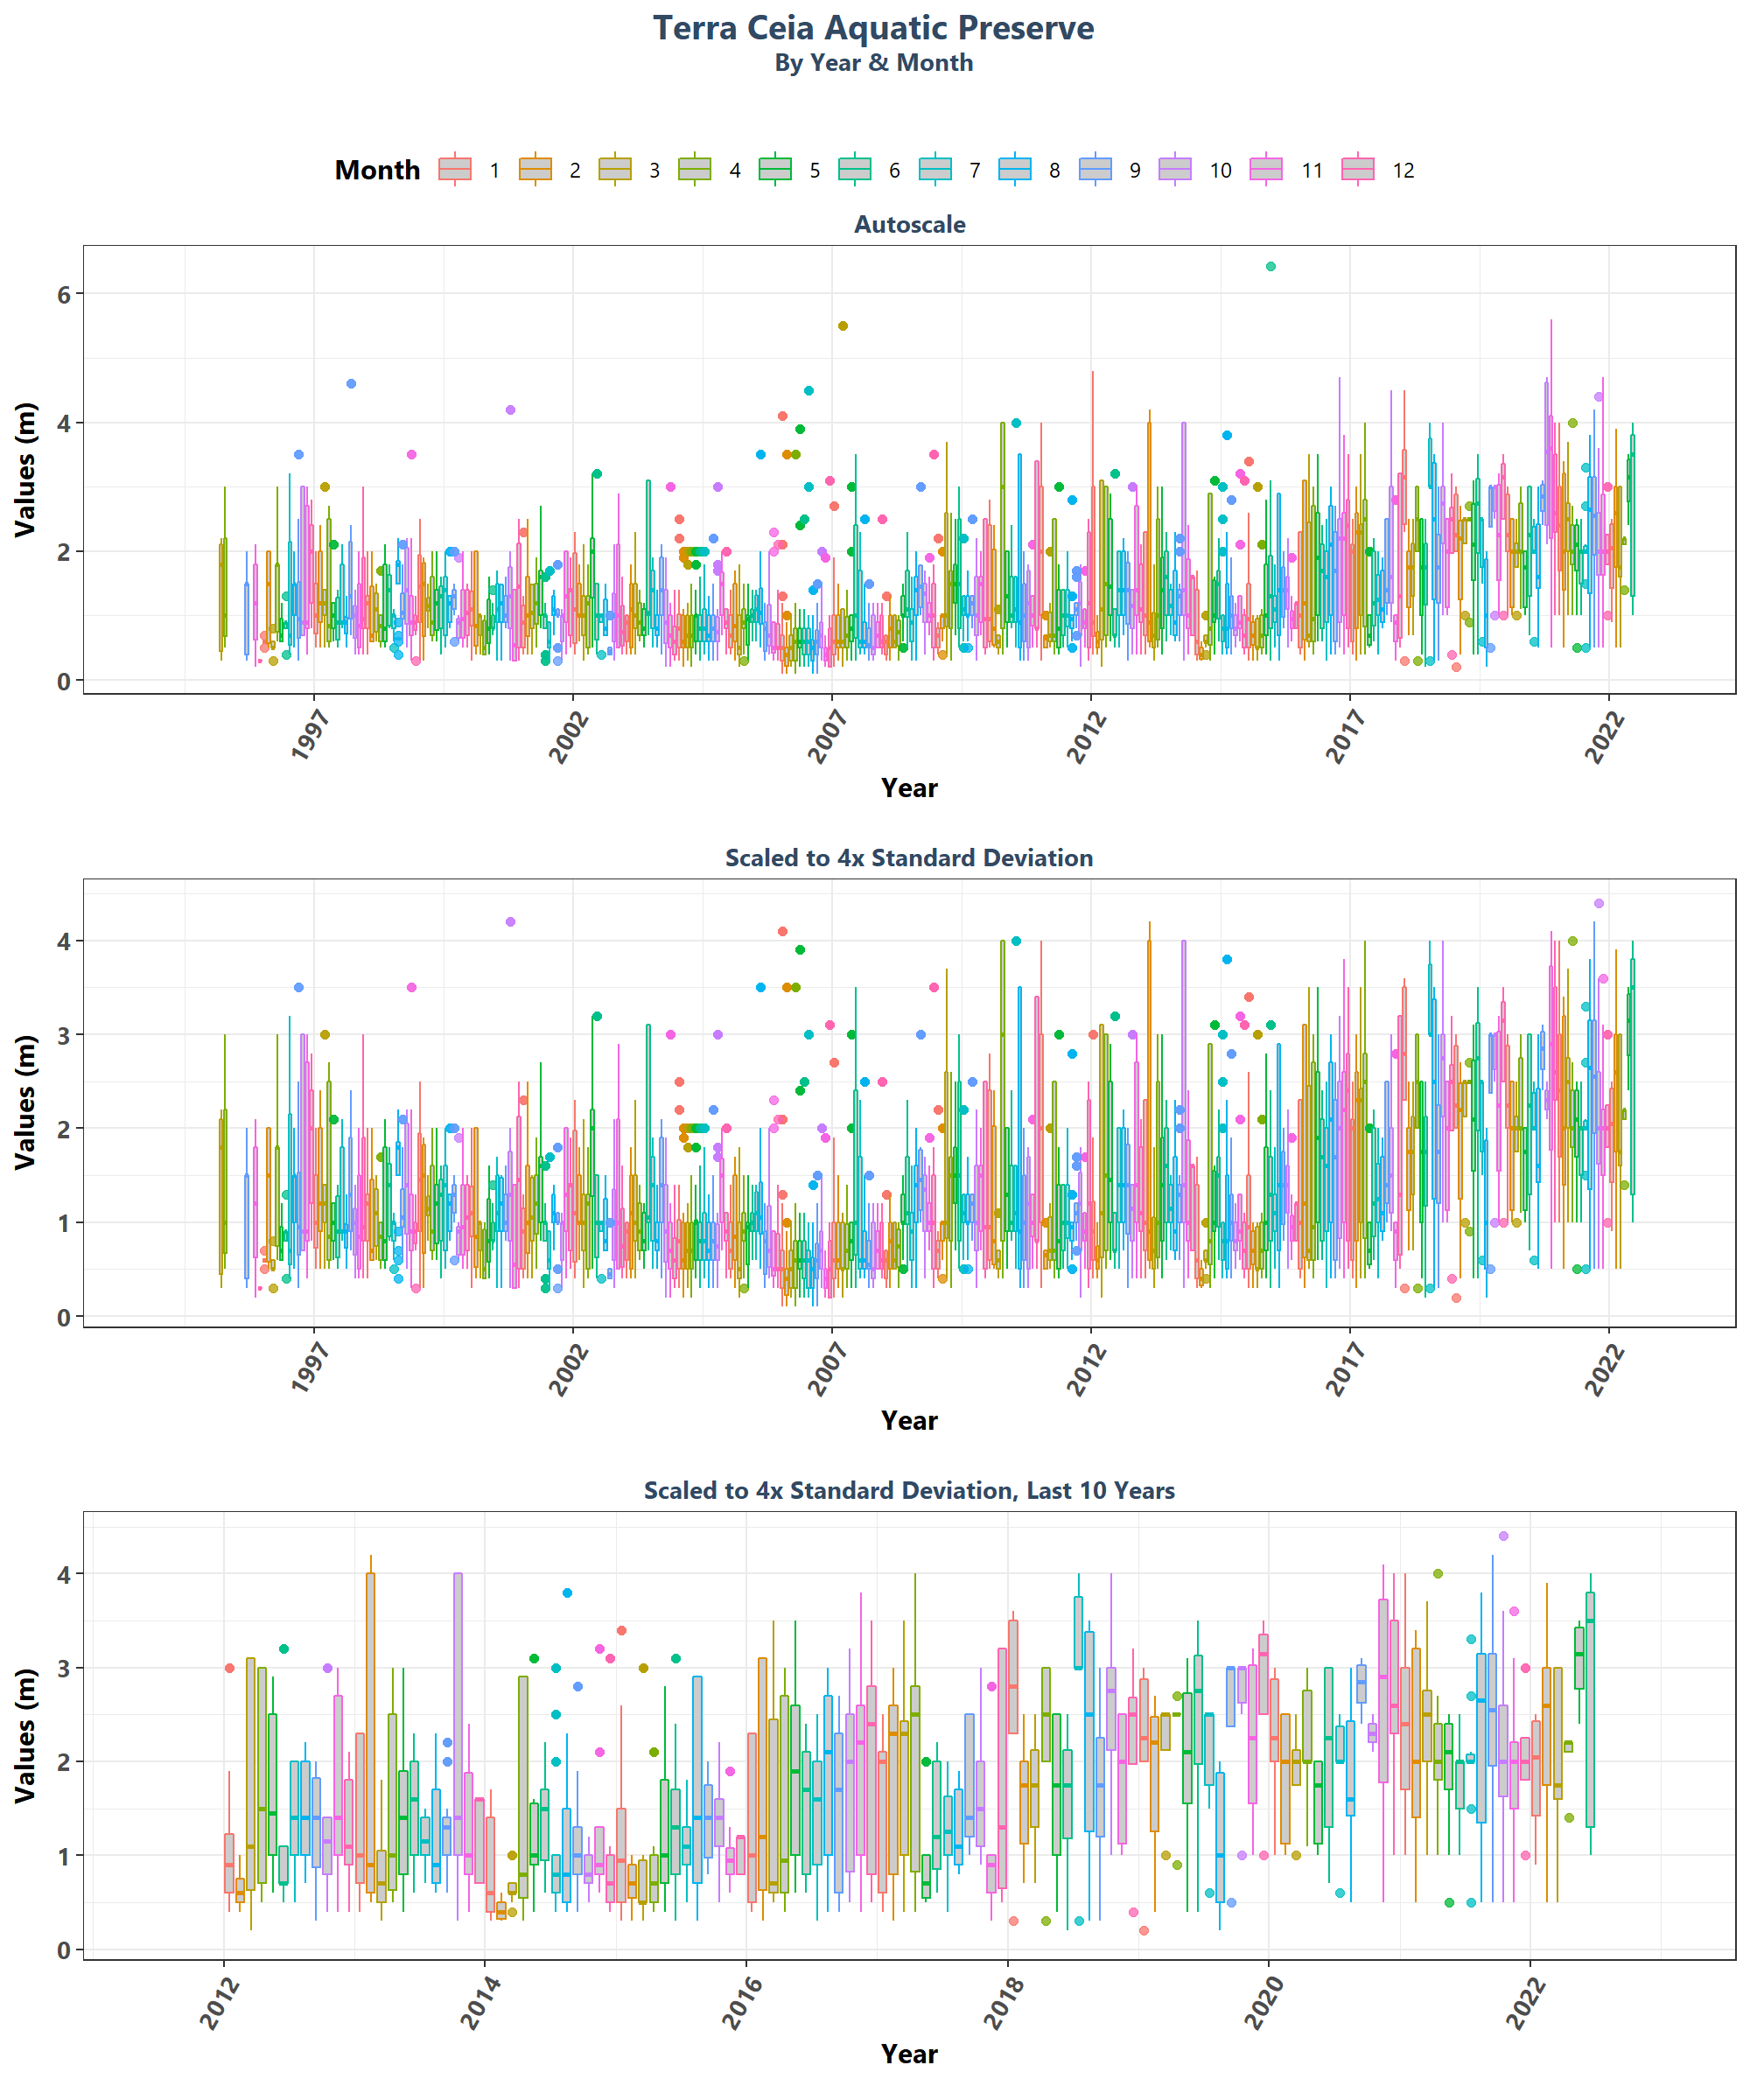 Terra Ceia Aquatic Preserve
By Year & Month
Month 1 2 3 4 5 6 7 8 9 10 11 12
Autoscale
Values (m)
6
4
2
0
1997 2002 2007 2012 2017 2022
Year
Scaled to 4x Standard Deviation
Values (m)
4
3
2
1
0
1997 2002 2007 2012 2017 2022
Year
Scaled to 4x Standard Deviation, Last 10 Years
Values (m)
4
3
2
1
0
2012 2014 2016 2018 2020 2022
Year